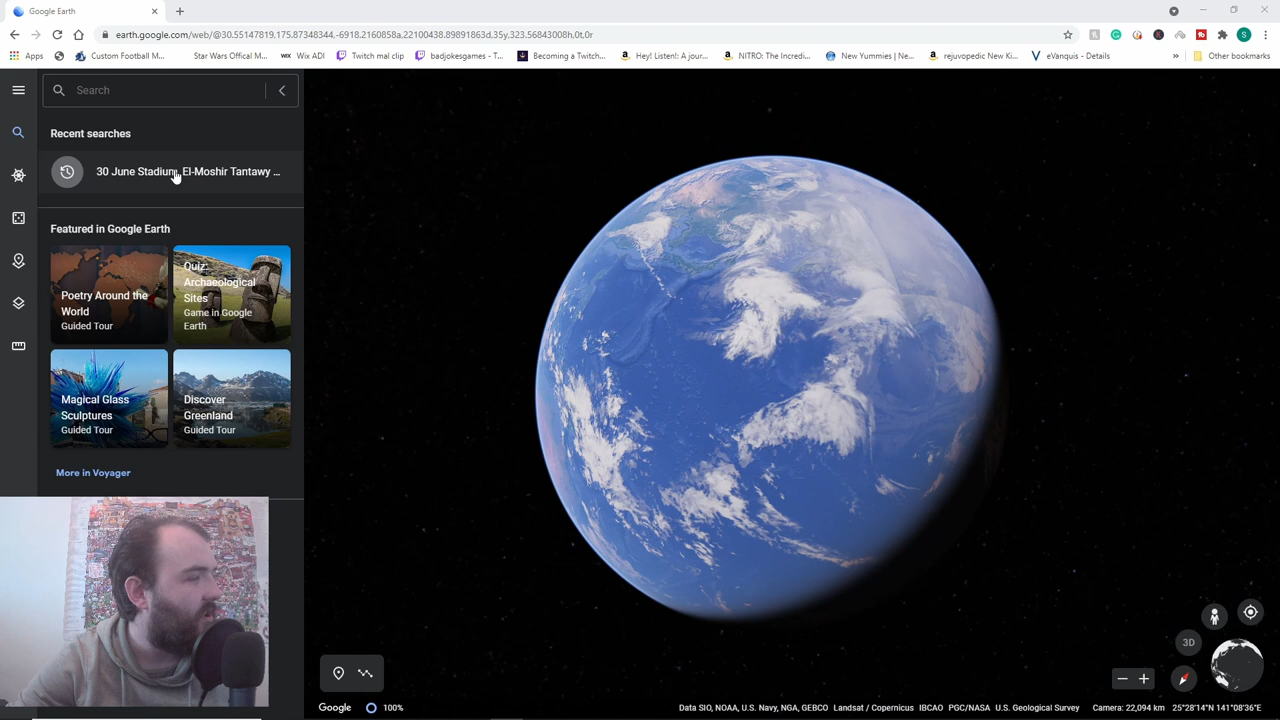 Google Earth
earth.google.com/web/@30.55147819,175.87348344,-6918.2160858a,22100438.89891863d,35y,323.56843008h,0t,0r
Apps
Custom Football M...
Star Wars Offical M...
WiX
Wix ADI
Twitch mal clip
badjokesgames - T...
Becoming a Twitch...
Hey! Listen!: A jour...
NITRO: The Incredi...
New Yummies | Ne...
rejuvopedic New Ki...
eVanquis - Details
»
Other bookmarks
S
Search
Recent searches
30 June Stadium, El-Moshir Tantawy ...
Featured in Google Earth
Poetry Around the
World
Guided Tour
Quiz:
Archaeological
Sites
Game in Google
Earth
Magical Glass
Sculptures
Guided Tour
Discover
Greenland
Guided Tour
More in Voyager
3D
Google
100%
Data SIO, NOAA, U.S. Navy, NGA, GEBCO Landsat / Copernicus IBCAO PGC/NASA U.S. Geological Survey
Camera: 22,094 km 25°28'14"N 141°08'36"E